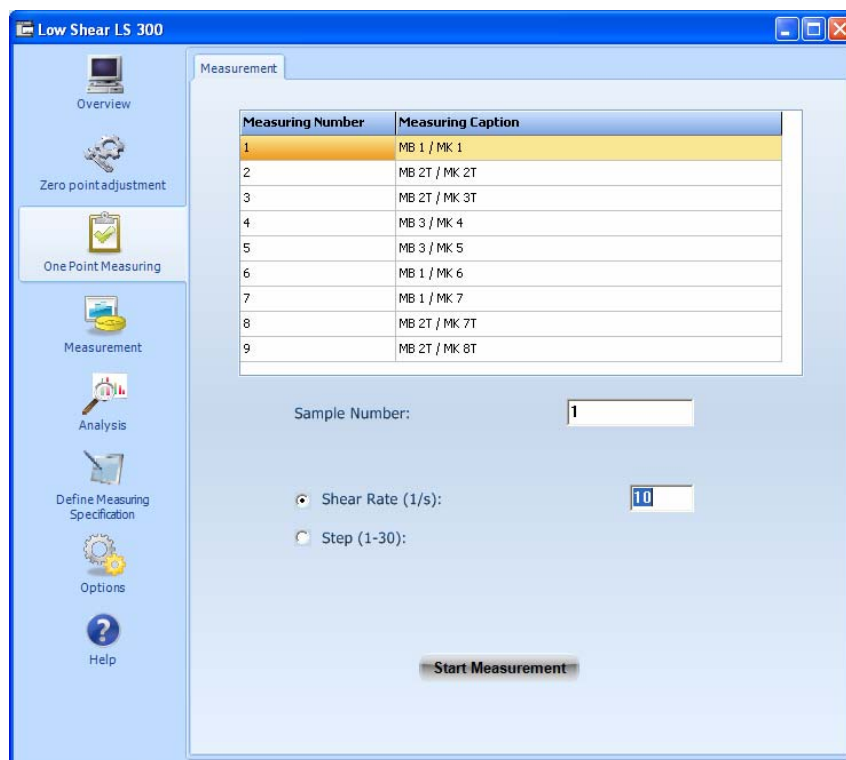 Low Shear LS 300
Overview
Zero point adjustment
One Point Measuring
Measurement
Analysis
Define Measuring
Specification
Options
Help
Measurement
Measuring Number Measuring Caption
1 MB 1 / MK 1
2 MB 2T / MK 2T
3 MB 2T / MK 3T
4 MB 3 / MK 4
5 MB 3 / MK 5
6 MB 1 / MK 6
7 MB 1 / MK 7
8 MB 2T / MK 7T
9 MB 2T / MK 8T
Sample Number: 1
Shear Rate (1/s): 10
Step (1-30):
Start Measurement